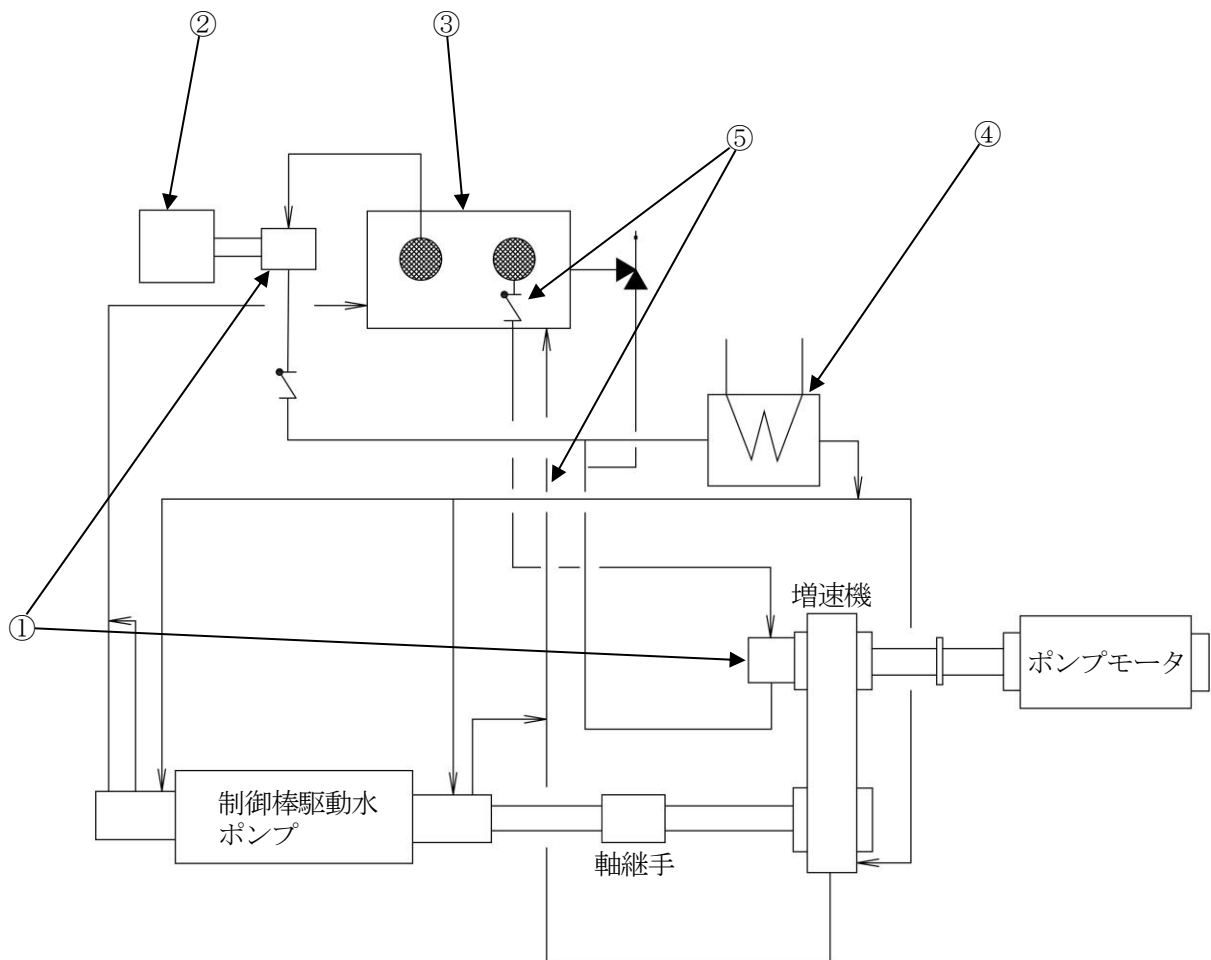 ②
③
⑤
④
①
増速機
ポンプモータ
制御棒駆動水
ポンプ
軸継手